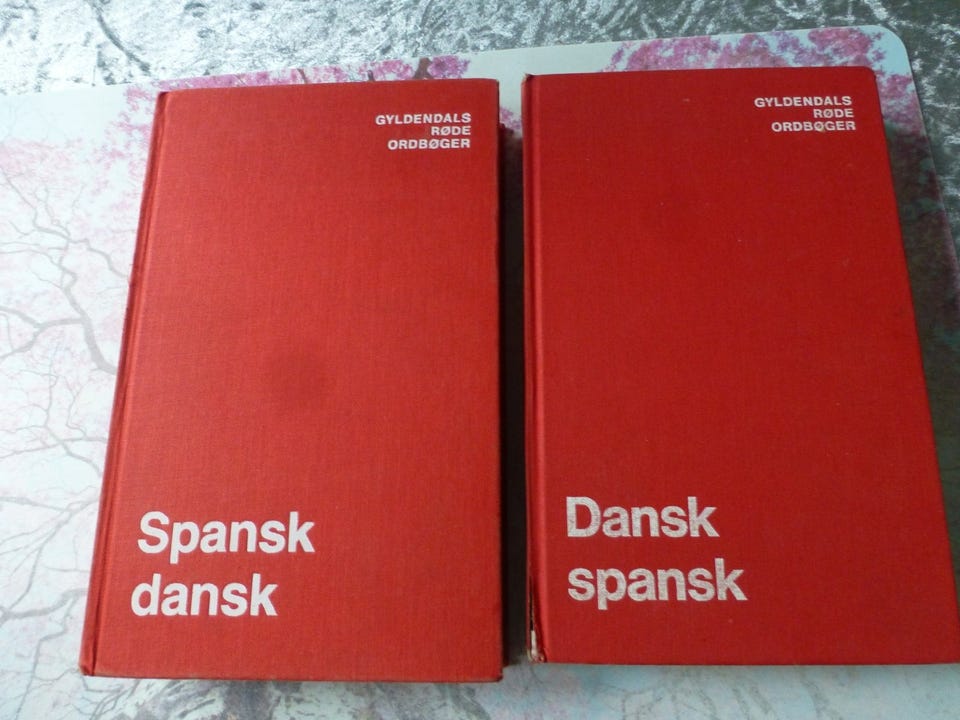 GYLDENDALS
RØDE
ORDBØGER
Spansk
dansk
GYLDENDALS
RØDE
ORDBØGER
Dansk
spansk